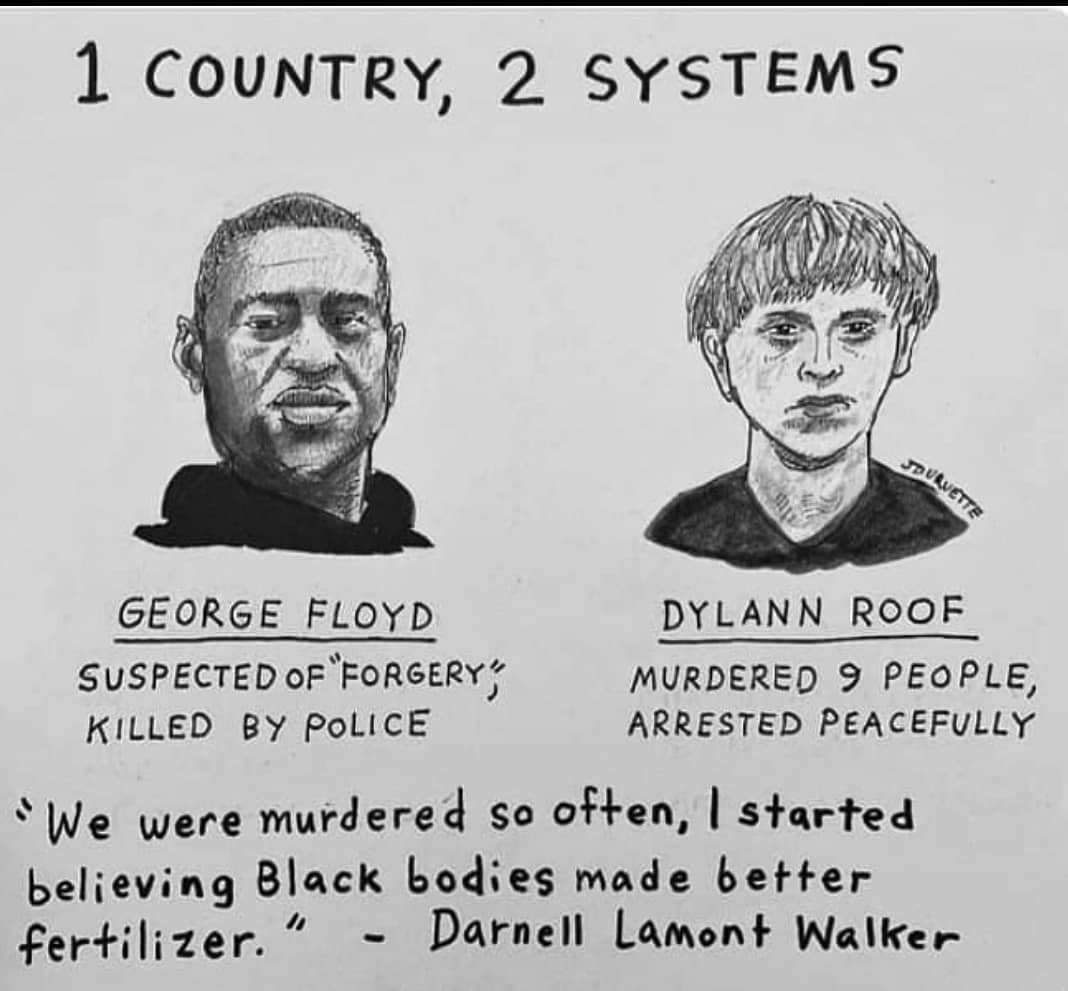 1 COUNTRY, 2 SYSTEMS
JDURUETTE
GEORGE FLOYD
SUSPECTED OF "FORGERY",
KILLED BY POLICE
DYLANN ROOF
MURDERED 9 PEOPLE,
ARRESTED PEACEFULLY
"We were murdered so often, I started
believing Black bodies made better
fertilizer." - Darnell Lamont Walker